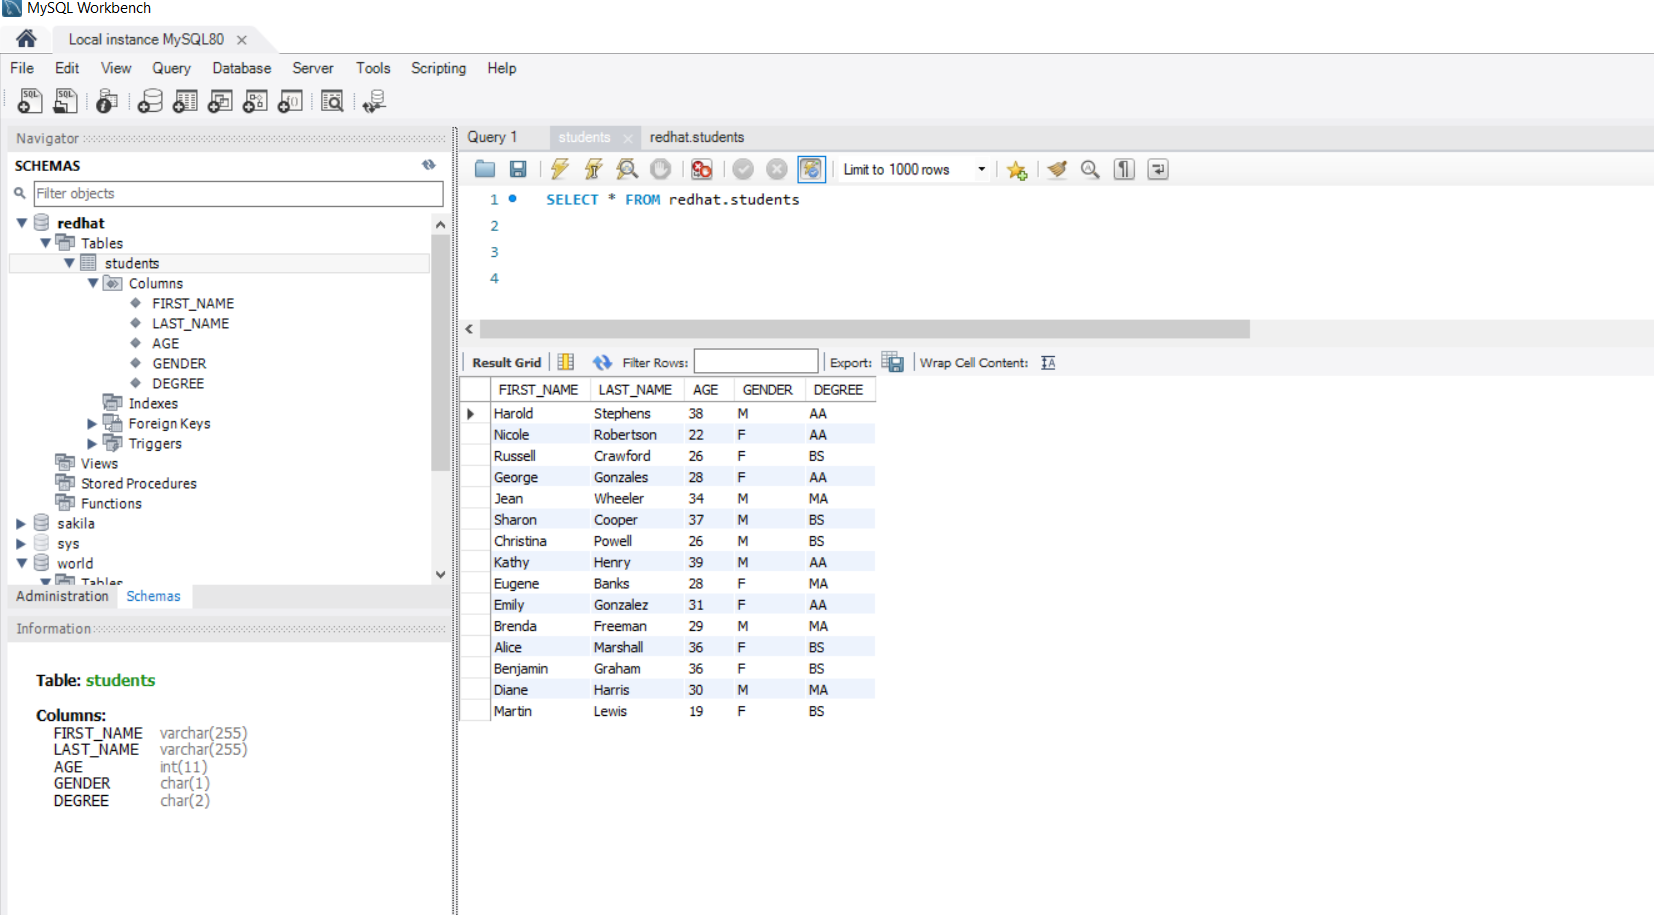 MySQL Workbench
Local instance MySQL80
File Edit View Query Database Server Tools Scripting Help
Navigator
SCHEMAS
Filter objects
redhat
Tables
students
Columns
FIRST_NAME
LAST_NAME
AGE
GENDER
DEGREE
Indexes
Foreign Keys
Triggers
Views
Stored Procedures
Functions
sakila
sys
world
Tables
Administration Schemas
Information
Table: students
Columns:
FIRST_NAME varchar(255)
LAST_NAME varchar(255)
AGE int(11)
GENDER char(1)
DEGREE char(2)
Query 1 students redhat.students
Limit to 1000 rows
1 SELECT * FROM redhat.students
2
3
4
Result Grid Filter Rows: Export: Wrap Cell Content:
FIRST_NAME LAST_NAME AGE GENDER DEGREE
Harold Stephens 38 M AA
Nicole Robertson 22 F AA
Russell Crawford 26 F BS
George Gonzales 28 F AA
Jean Wheeler 34 M MA
Sharon Cooper 37 M BS
Christina Powell 26 M BS
Kathy Henry 39 M AA
Eugene Banks 28 F MA
Emily Gonzalez 31 F AA
Brenda Freeman 29 M MA
Alice Marshall 36 F BS
Benjamin Graham 36 F BS
Diane Harris 30 M MA
Martin Lewis 19 F BS